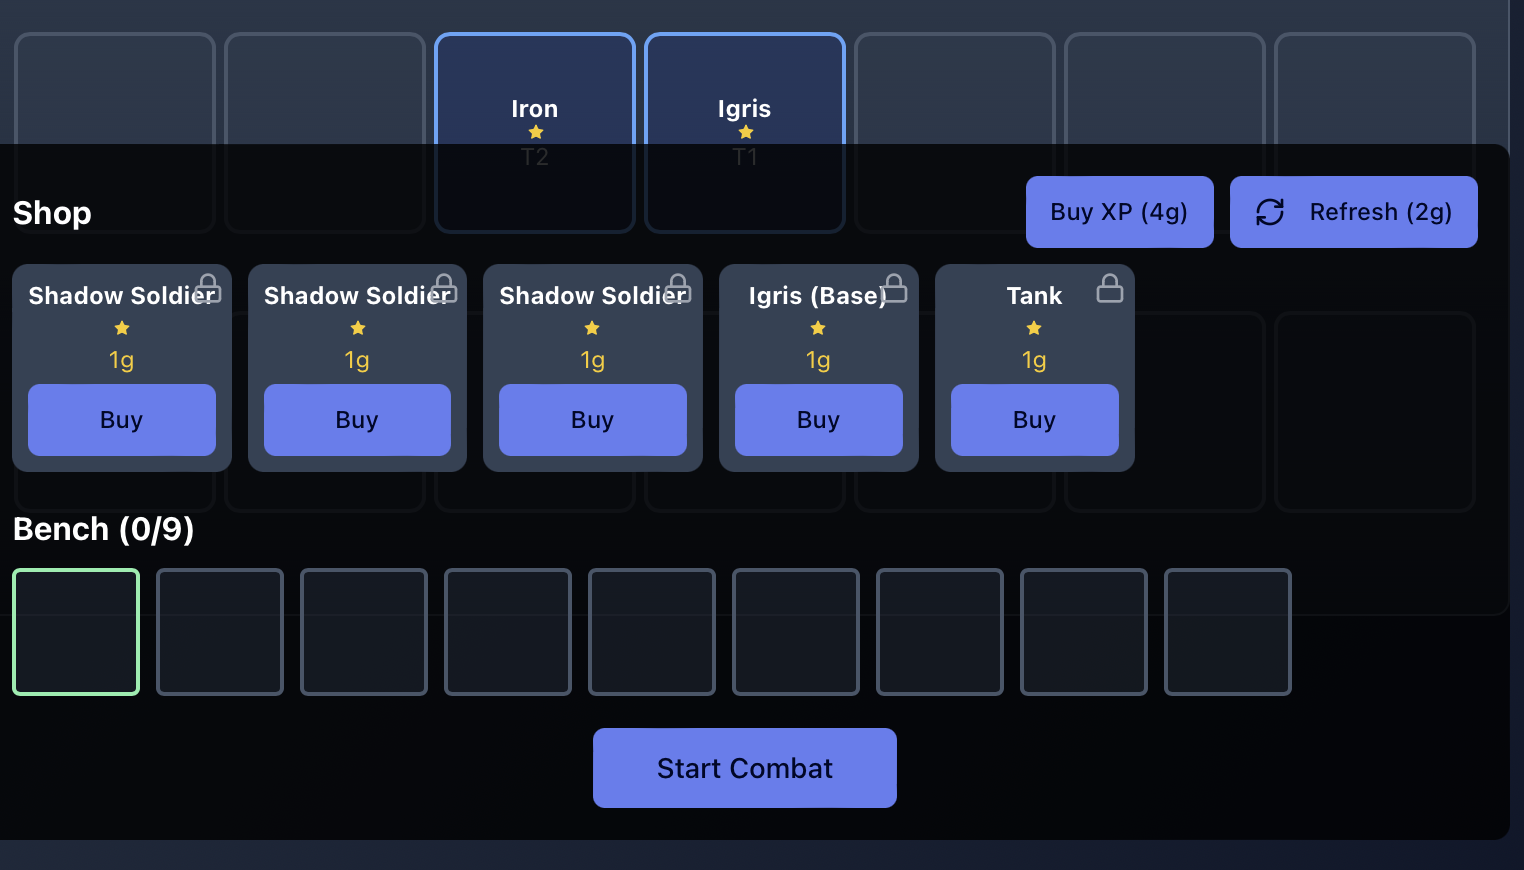 Iron
Igris
T2
T1
Shop
Buy XP (4g)
Refresh (2g)
Shadow Soldier
Shadow Soldier
Shadow Soldier
Igris (Base)
Tank
1g
1g
1g
1g
1g
Buy
Buy
Buy
Buy
Buy
Bench (0/9)
Start Combat